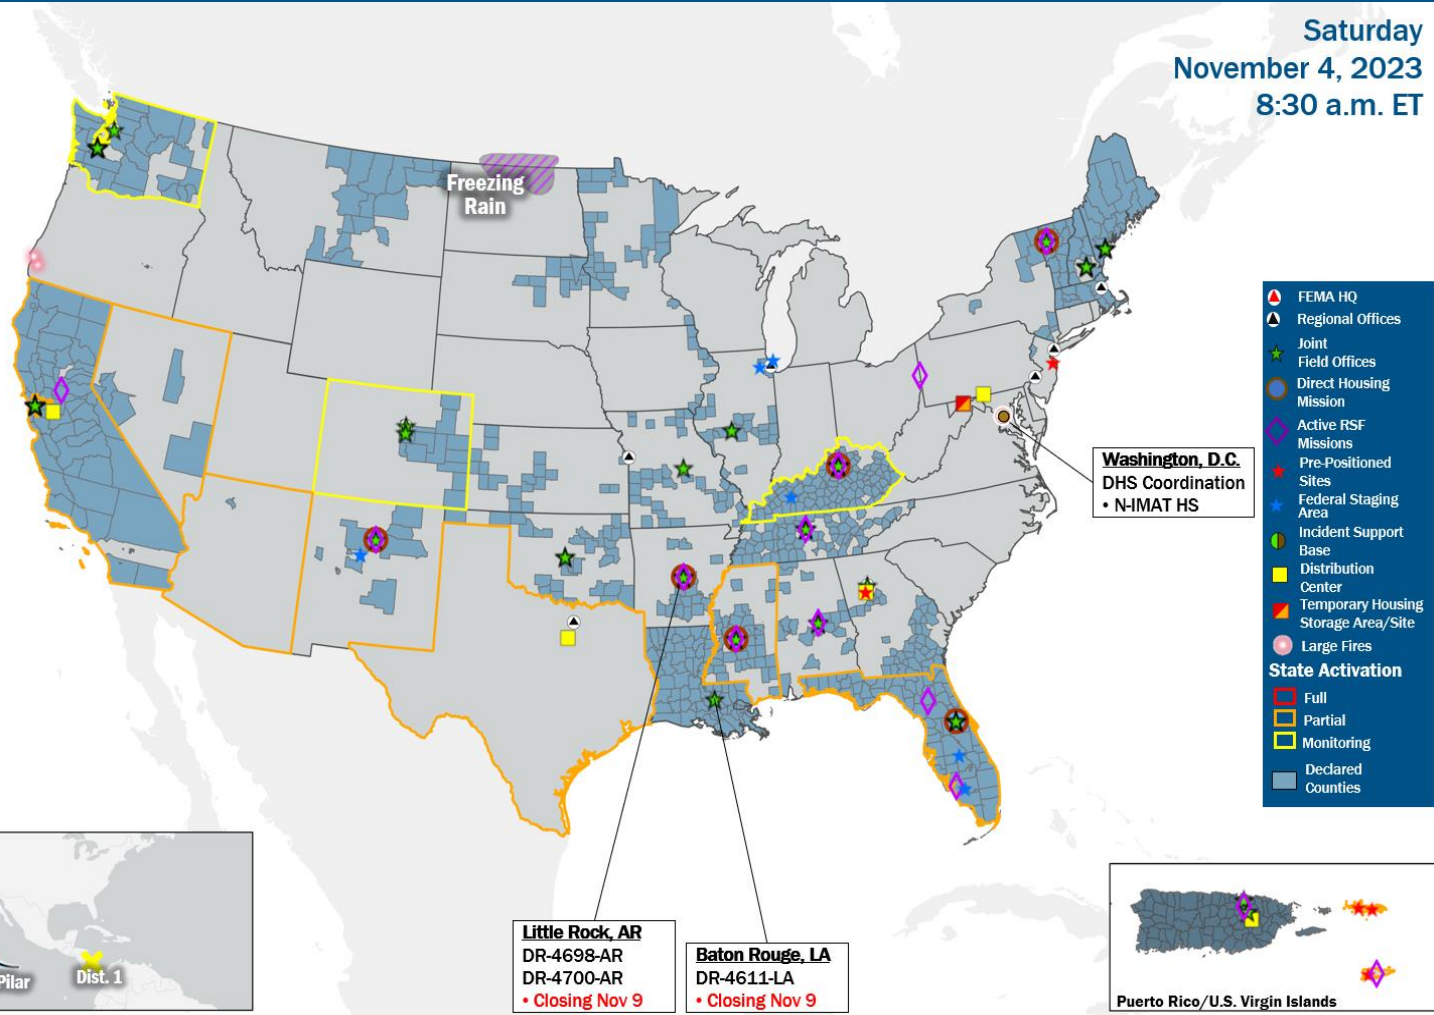 Saturday
November 4, 2023
8:30 a.m. ET
Freezing
Rain
FEMA HQ
Regional Offices
Joint
Field Offices
Direct Housing
Mission
Active RSF
Missions
Pre-Positioned
Sites
Federal Staging
Area
Incident Support
Base
Distribution
Center
Temporary Housing
Storage Area/Site
Large Fires
State Activation
Full
Partial
Monitoring
Declared
Counties
Washington, D.C.
DHS Coordination
• N-IMAT HS
Pilar
Dist. 1
Little Rock, AR
DR-4698-AR
DR-4700-AR
• Closing Nov 9
Baton Rouge, LA
DR-4611-LA
• Closing Nov 9
Puerto Rico/U.S. Virgin Islands